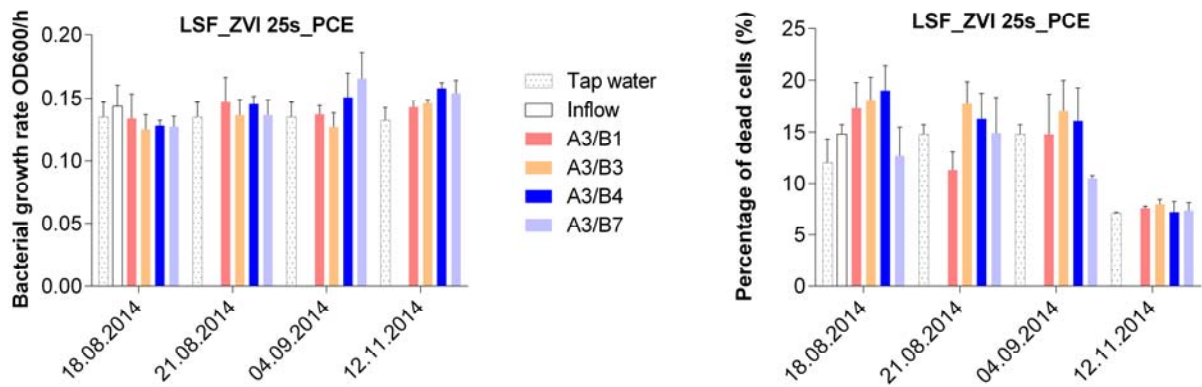 LSF_ZVI 25s_PCE
Bacterial growth rate OD600/h
0.20
0.15
0.10
0.05
0.00
18.08.2014
21.08.2014
04.09.2014
12.11.2014
Tap water
Inflow
A3/B1
A3/B3
A3/B4
A3/B7
LSF_ZVI 25s_PCE
Percentage of dead cells (%)
25
20
15
10
5
0
18.08.2014
21.08.2014
04.09.2014
12.11.2014